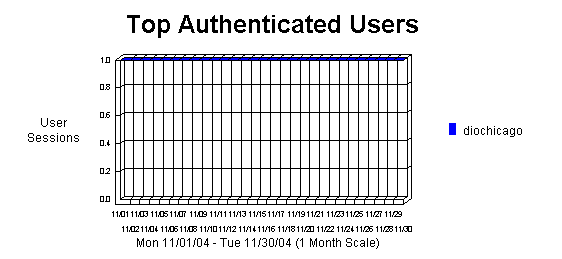 Top Authenticated Users
1.0
0.8
User
Sessions
0.6
0.4
0.2
0.0
diochicago
11/01 11/03 11/05 11/07 11/09 11/11 11/13 11/15 11/17 11/19 11/21 11/23 11/25 11/27 11/29
11/02 11/04 11/06 11/08 11/10 11/12 11/14 11/16 11/18 11/20 11/22 11/24 11/26 11/28 11/30
Mon 11/01/04 - Tue 11/30/04 (1 Month Scale)